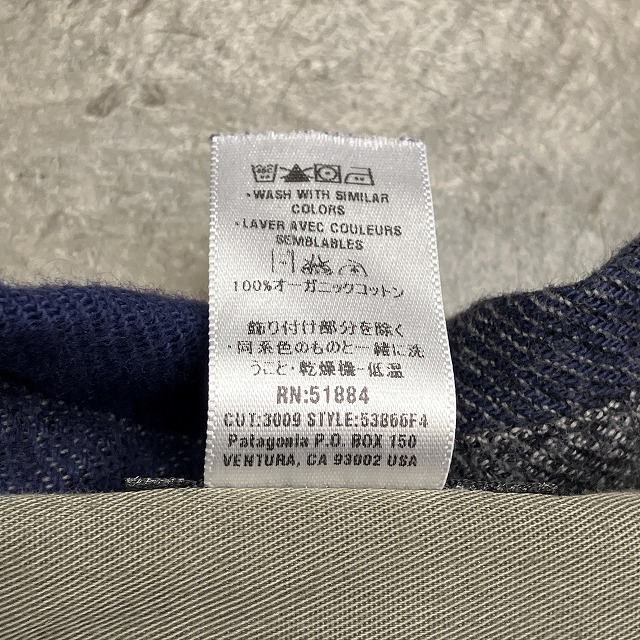 ・WASH WITH SIMILAR
COLORS
・LAVER AVEC COULEURS
SEMBLABLES
100%オーガニックコットン
飾り付け部分を除く
・同系色のものと一緒に洗
うこと・乾燥機-低温
RN:51884
CUT:3009 STYLE:53866F4
Patagonia P.O. BOX 150
VENTURA, CA 93002 USA